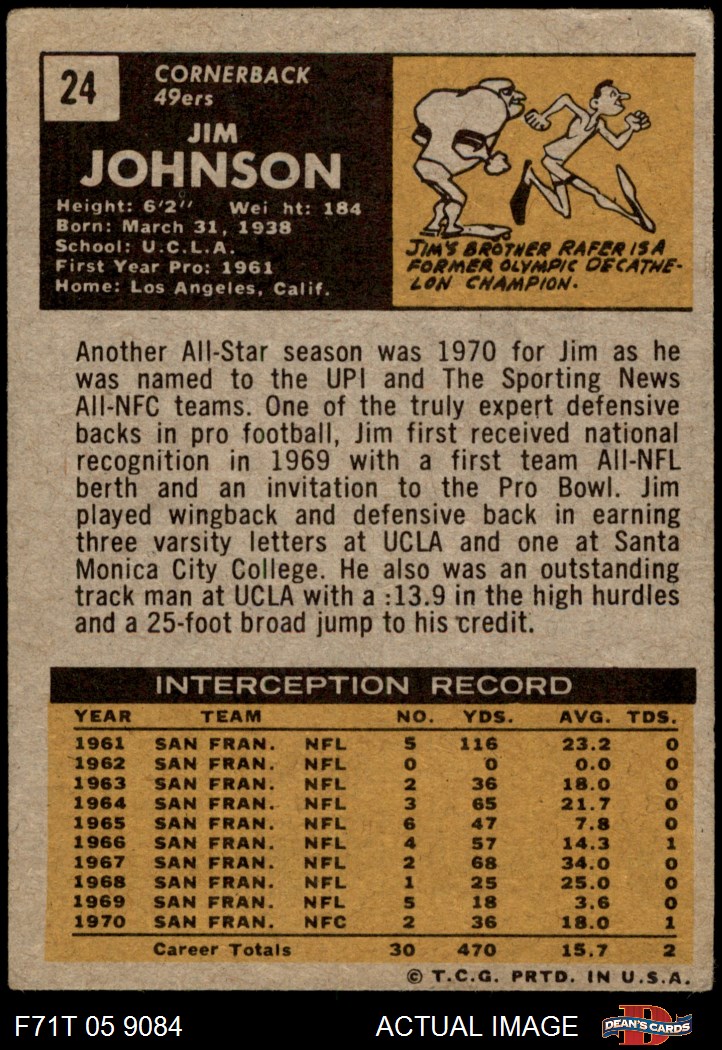 24
CORNERBACK
49ers
JIM
JOHNSON
Height: 6'2" Wei ht: 184
Born: March 31, 1938
School: U.C.L.A.
First Year Pro: 1961
Home: Los Angeles, Calif.
JIM'S BROTHER RAFER IS A
FORMER OLYMPIC DECATHE-
LON CHAMPION.
Another All-Star season was 1970 for Jim as he
was named to the UPI and The Sporting News
All-NFC teams. One of the truly expert defensive
backs in pro football, Jim first received national
recognition in 1969 with a first team All-NFL
berth and an invitation to the Pro Bowl. Jim
played wingback and defensive back in earning
three varsity letters at UCLA and one at Santa
Monica City College. He also was an outstanding
track man at UCLA with a :13.9 in the high hurdles
and a 25-foot broad jump to his credit.
INTERCEPTION RECORD
YEAR TEAM NO. YDS. AVG. TDS.
1961 SAN FRAN. NFL 5 116 23.2 0
1962 SAN FRAN. NFL 0 0 0.0 0
1963 SAN FRAN. NFL 2 36 18.0 0
1964 SAN FRAN. NFL 3 65 21.7 0
1965 SAN FRAN. NFL 6 47 7.8 0
1966 SAN FRAN. NFL 4 57 14.3 1
1967 SAN FRAN. NFL 2 68 34.0 0
1968 SAN FRAN. NFL 1 25 25.0 0
1969 SAN FRAN. NFL 5 18 3.6 0
1970 SAN FRAN. NFC 2 36 18.0 1
Career Totals 30 470 15.7 2
© T.C.G. PRTD. IN U.S.A.
F71T 05 9084 ACTUAL IMAGE
D
DEAN'S CARDS